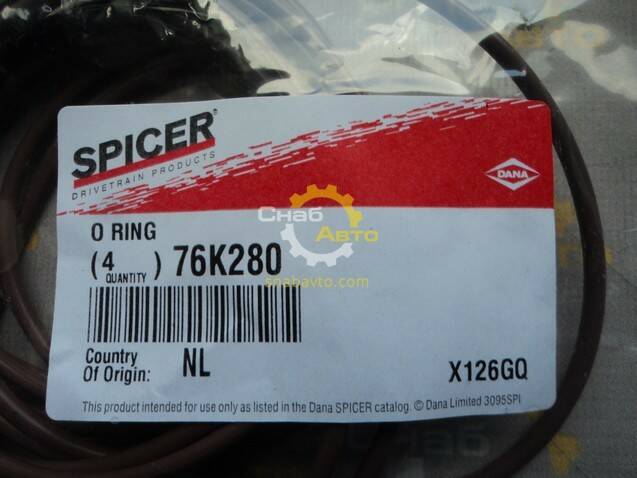 SPICER®
DRIVETRAIN PRODUCTS
DANA
O RING
(4 QUANTITY) 76K280
Country Of Origin: NL
X126GQ
This product intended for use only as listed in the Dana SPICER catalog. © Dana Limited 3095SPI
Снаб
Авто
snabavto.com